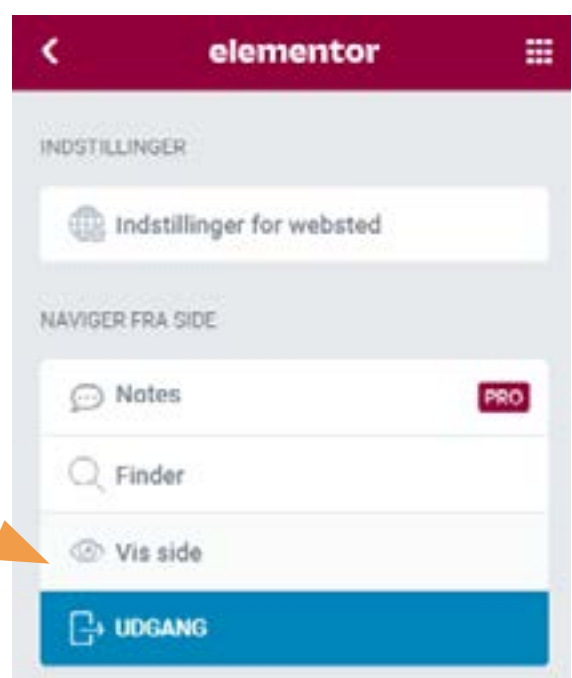 elementor
INDSTILLINGER
Indstillinger for websted
NAVIGER FRA SIDE
Notes PRO
Finder
Vis side
UDGANG